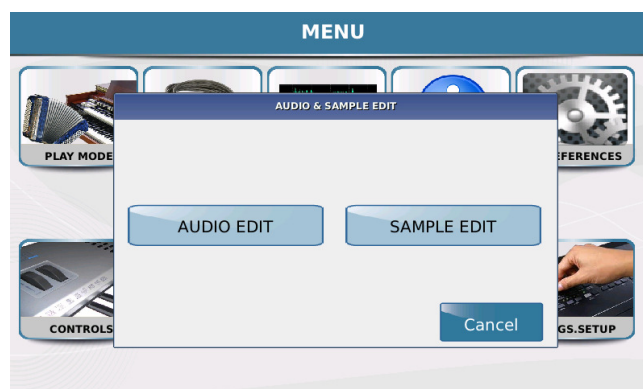 MENU
AUDIO & SAMPLE EDIT
PLAY MODE
FERENCES
AUDIO EDIT
SAMPLE EDIT
Cancel
CONTROLS
GS.SETUP